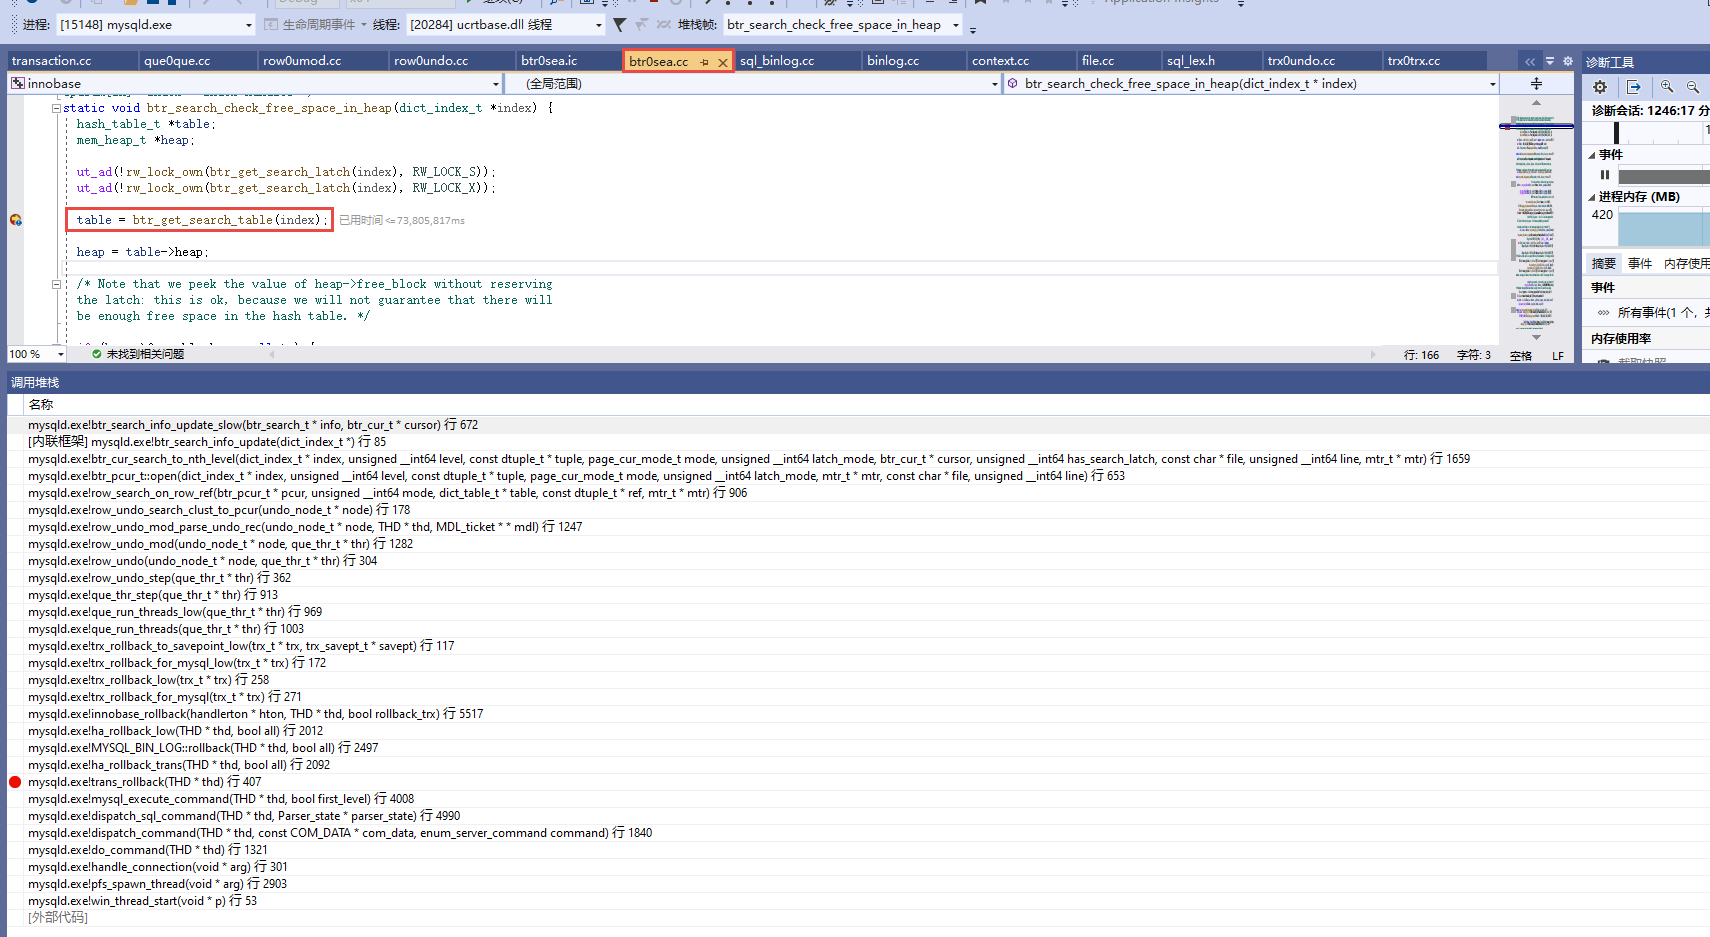 Debug x64 继续(C) Application Insights
进程: [15148] mysqld.exe 生命周期事件 线程: [20284] ucrtbase.dll 线程 堆栈帧: btr_search_check_free_space_in_heap
transaction.cc que0que.cc row0umod.cc row0undo.cc btr0sea.ic btr0sea.cc sql_binlog.cc binlog.cc context.cc file.cc sql_lex.h trx0undo.cc trx0trx.cc
诊断工具
innobase (全局范围) btr_search_check_free_space_in_heap(dict_index_t * index)
static void btr_search_check_free_space_in_heap(dict_index_t *index) {
hash_table_t *table;
mem_heap_t *heap;
ut_ad(!rw_lock_own(btr_get_search_latch(index), RW_LOCK_S));
ut_ad(!rw_lock_own(btr_get_search_latch(index), RW_LOCK_X));
table = btr_get_search_table(index); 已用时间 <=73,805,817ms
heap = table->heap;
/* Note that we peek the value of heap->free_block without reserving
the latch: this is ok, because we will not guarantee that there will
be enough free space in the hash table. */
100 % 未找到相关问题 行: 166 字符: 3 空格 LF
诊断会话: 1246:17 分
事件
进程内存 (MB)
420
摘要 事件 内存使用
事件
所有事件(1 个, 共
内存使用率
截取快照
调用堆栈
名称
mysqld.exe!btr_search_info_update_slow(btr_search_t * info, btr_cur_t * cursor) 行 672
[内联框架] mysqld.exe!btr_search_info_update(dict_index_t *) 行 85
mysqld.exe!btr_cur_search_to_nth_level(dict_index_t * index, unsigned __int64 level, const dtuple_t * tuple, page_cur_mode_t mode, unsigned __int64 latch_mode, btr_cur_t * cursor, unsigned __int64 has_search_latch, const char * file, unsigned __int64 line, mtr_t * mtr) 行 1659
mysqld.exe!btr_pcur_t::open(dict_index_t * index, unsigned __int64 level, const dtuple_t * tuple, page_cur_mode_t mode, unsigned __int64 latch_mode, mtr_t * mtr, const char * file, unsigned __int64 line) 行 653
mysqld.exe!row_search_on_row_ref(btr_pcur_t * pcur, unsigned __int64 mode, dict_table_t * table, const dtuple_t * ref, mtr_t * mtr) 行 906
mysqld.exe!row_undo_search_clust_to_pcur(undo_node_t * node) 行 178
mysqld.exe!row_undo_mod_parse_undo_rec(undo_node_t * node, THD * thd, MDL_ticket * * mdl) 行 1247
mysqld.exe!row_undo_mod(undo_node_t * node, que_thr_t * thr) 行 1282
mysqld.exe!row_undo(undo_node_t * node, que_thr_t * thr) 行 304
mysqld.exe!row_undo_step(que_thr_t * thr) 行 362
mysqld.exe!que_thr_step(que_thr_t * thr) 行 913
mysqld.exe!que_run_threads_low(que_thr_t * thr) 行 969
mysqld.exe!que_run_threads(que_thr_t * thr) 行 1003
mysqld.exe!trx_rollback_to_savepoint_low(trx_t * trx, trx_savept_t * savept) 行 117
mysqld.exe!trx_rollback_for_mysql_low(trx_t * trx) 行 172
mysqld.exe!trx_rollback_low(trx_t * trx) 行 258
mysqld.exe!trx_rollback_for_mysql(trx_t * trx) 行 271
mysqld.exe!innobase_rollback(handlerton * hton, THD * thd, bool rollback_trx) 行 5517
mysqld.exe!ha_rollback_low(THD * thd, bool all) 行 2012
mysqld.exe!MYSQL_BIN_LOG::rollback(THD * thd, bool all) 行 2497
mysqld.exe!ha_rollback_trans(THD * thd, bool all) 行 2092
mysqld.exe!trans_rollback(THD * thd) 行 407
mysqld.exe!mysql_execute_command(THD * thd, bool first_level) 行 4008
mysqld.exe!dispatch_sql_command(THD * thd, Parser_state * parser_state) 行 4990
mysqld.exe!dispatch_command(THD * thd, const COM_DATA * com_data, enum_server_command command) 行 1840
mysqld.exe!do_command(THD * thd) 行 1321
mysqld.exe!handle_connection(void * arg) 行 301
mysqld.exe!pfs_spawn_thread(void * arg) 行 2903
mysqld.exe!win_thread_start(void * p) 行 53
[外部代码]